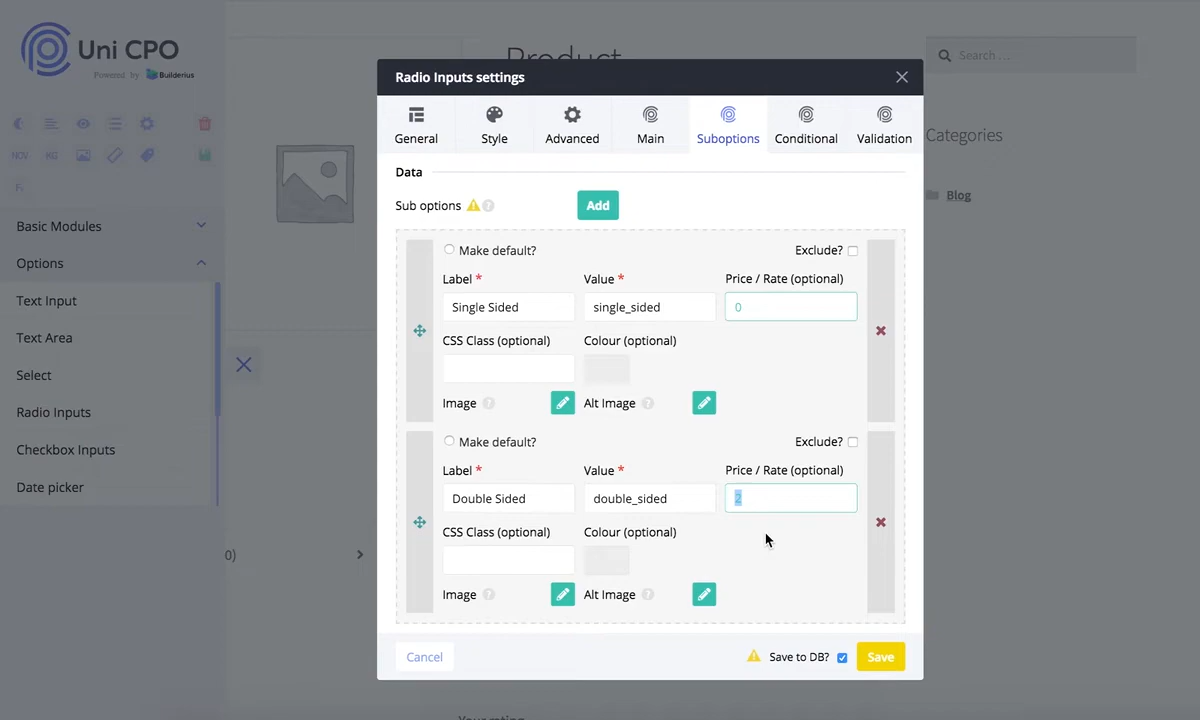 Uni CPO
Powered by Builderius
NOV
KG
Basic Modules
Options
Text Input
Text Area
Select
Radio Inputs
Checkbox Inputs
Date picker
Product
Search ...
Categories
Blog
0)
Radio Inputs settings
General
Style
Advanced
Main
Suboptions
Conditional
Validation
Data
Sub options
Add
Make default?
Exclude?
Label *
Value *
Price / Rate (optional)
Single Sided
single_sided
0
CSS Class (optional)
Colour (optional)
Image
Alt Image
Make default?
Exclude?
Label *
Value *
Price / Rate (optional)
Double Sided
double_sided
2
CSS Class (optional)
Colour (optional)
Image
Alt Image
Cancel
Save to DB?
Save